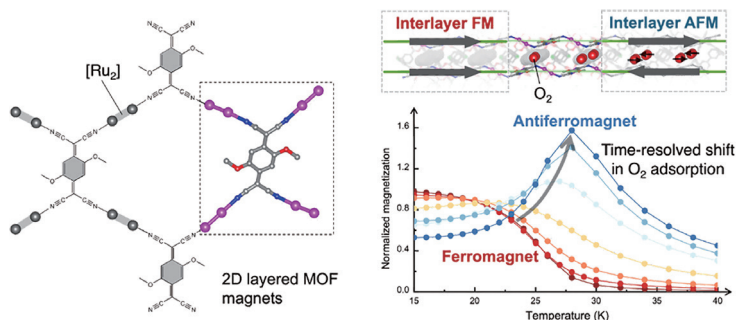 [Ru₂]
2D layered MOF
magnets
Interlayer FM
Interlayer AFM
O₂
Antiferromagnet
Time-resolved shift
in O₂ adsorption
Ferromagnet
Normalized magnetization
1.6
1.2
0.8
0.4
0.0
15 20 25 30 35 40
Temperature (K)